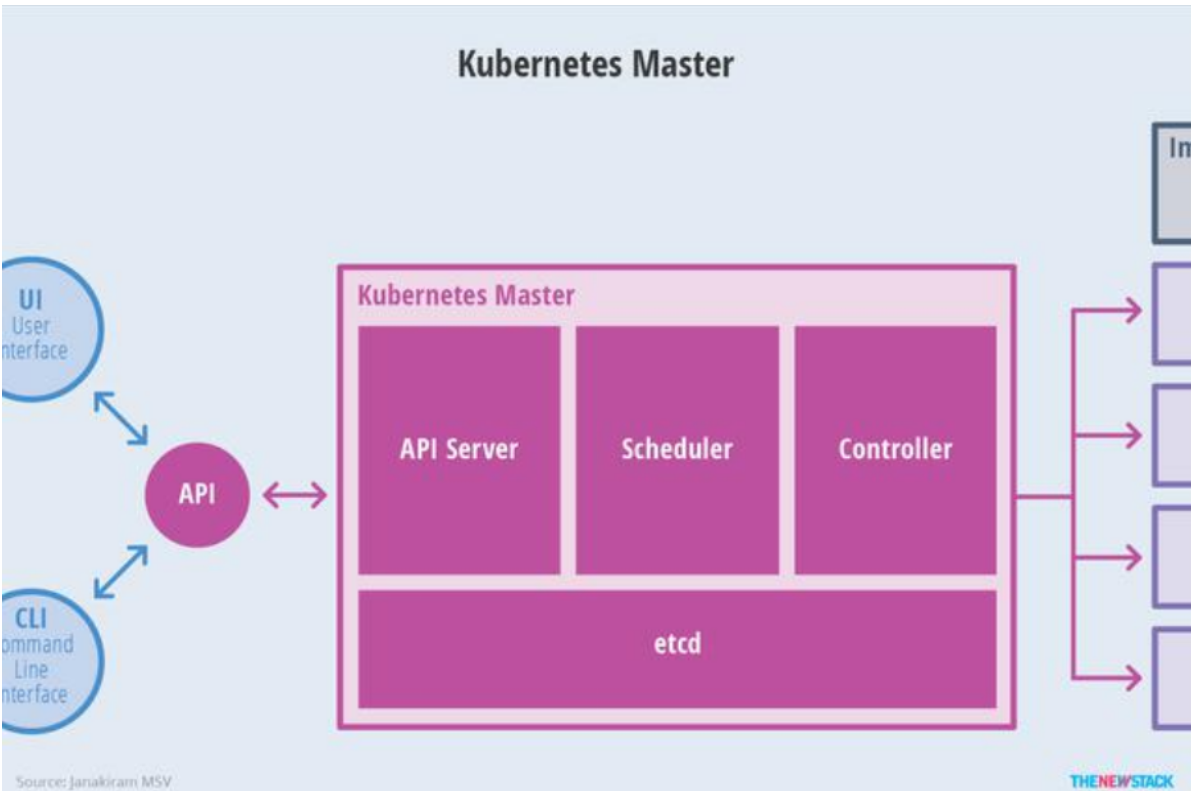 Kubernetes Master
Im
UI
User
nterface
Kubernetes Master
API Server
Scheduler
Controller
API
etcd
CLI
ommand
Line
nterface
Source: Janakiram MSV
THENEWSTACK